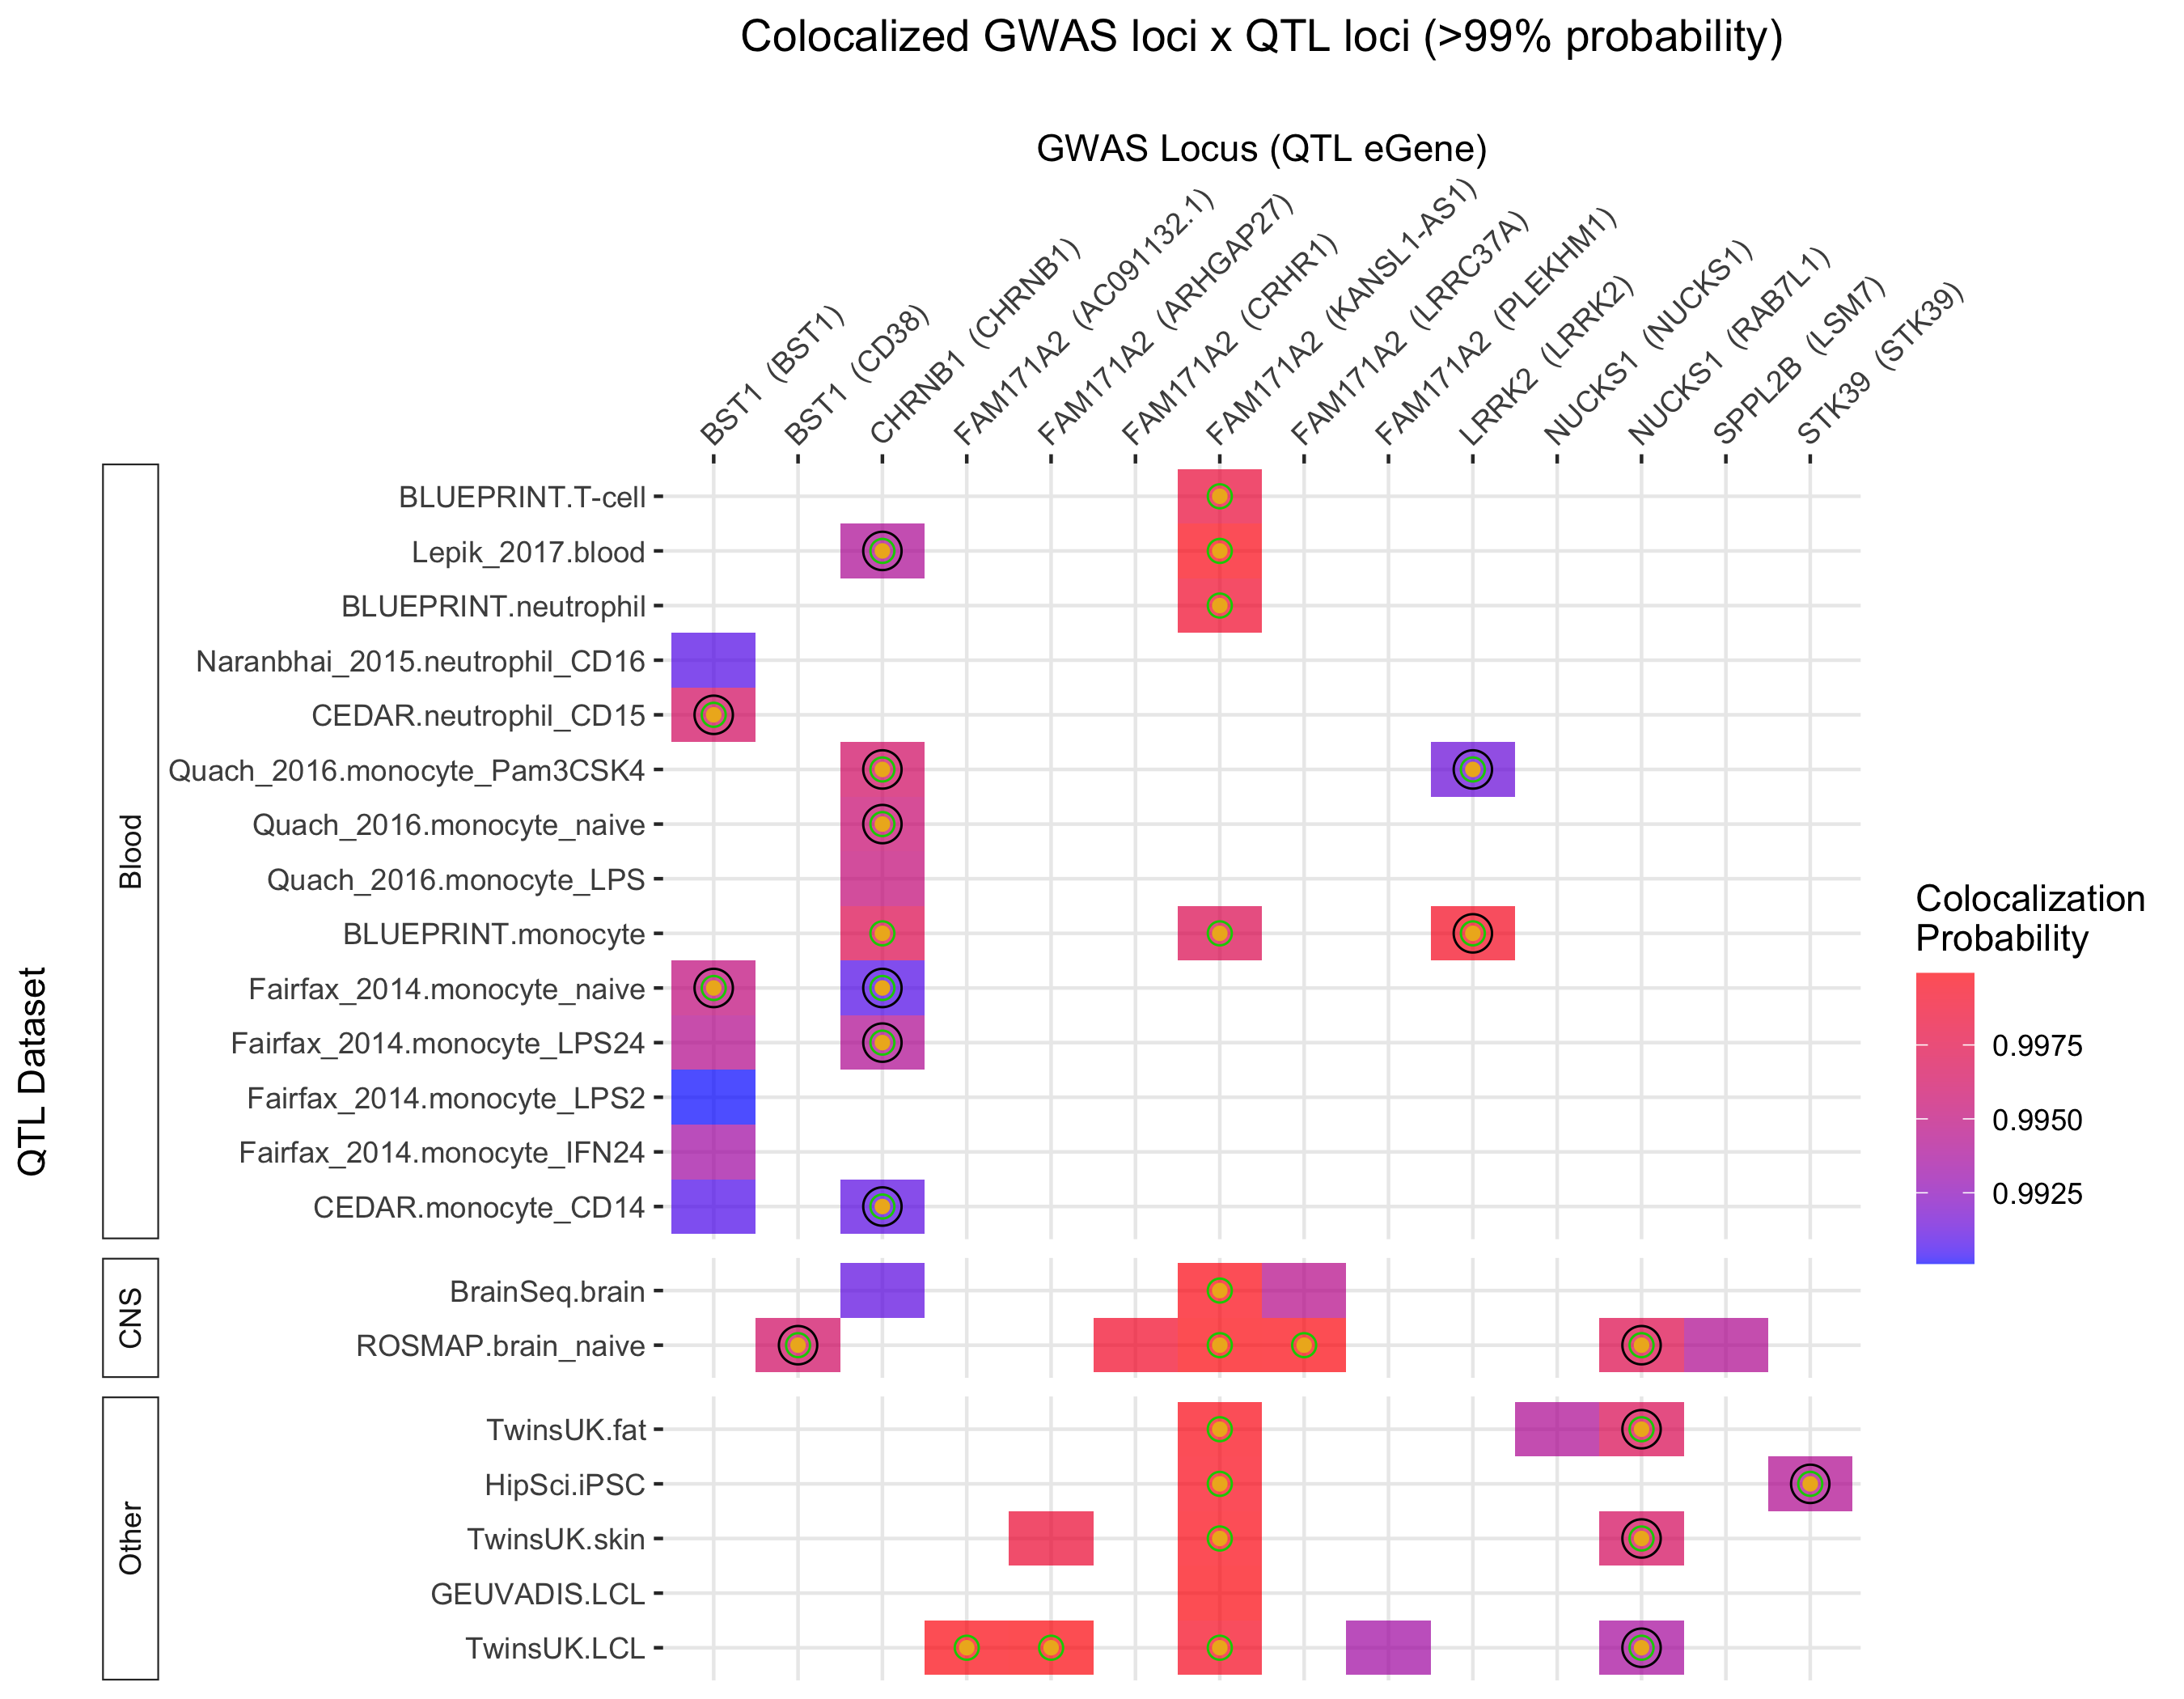 Colocalized GWAS loci x QTL loci (>99% probability)
GWAS Locus (QTL eGene)
BST1  (BST1)
BST1  (CD38)
CHRNB1  (CHRNB1)
FAM171A2  (AC091132.1)
FAM171A2  (ARHGAP27)
FAM171A2  (CRHR1)
FAM171A2  (KANSL1-AS1)
FAM171A2  (LRRC37A)
FAM171A2  (PLEKHM1)
LRRK2  (LRRK2)
NUCKS1  (NUCKS1)
NUCKS1  (RAB7L1)
SPPL2B  (LSM7)
STK39  (STK39)
QTL Dataset
Blood
BLUEPRINT.T-cell
Lepik_2017.blood
BLUEPRINT.neutrophil
Naranbhai_2015.neutrophil_CD16
CEDAR.neutrophil_CD15
Quach_2016.monocyte_Pam3CSK4
Quach_2016.monocyte_naive
Quach_2016.monocyte_LPS
BLUEPRINT.monocyte
Fairfax_2014.monocyte_naive
Fairfax_2014.monocyte_LPS24
Fairfax_2014.monocyte_LPS2
Fairfax_2014.monocyte_IFN24
CEDAR.monocyte_CD14
CNS
BrainSeq.brain
ROSMAP.brain_naive
Other
TwinsUK.fat
HipSci.iPSC
TwinsUK.skin
GEUVADIS.LCL
TwinsUK.LCL
Colocalization
Probability
0.9975
0.9950
0.9925